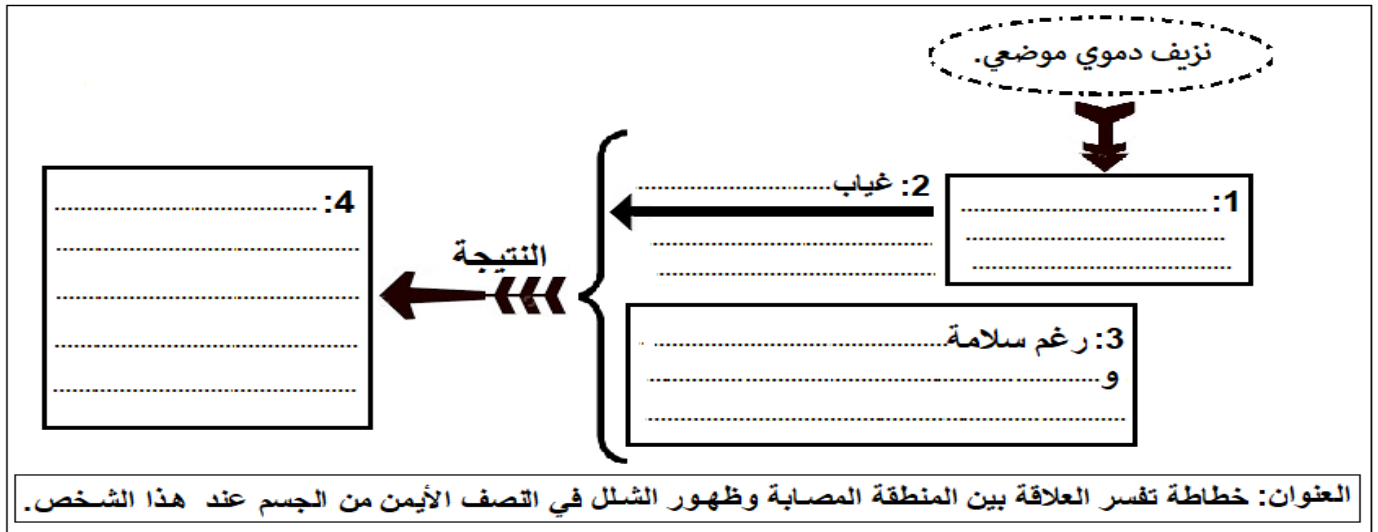 نزيف دموي موضعي.
1: ........................................
........................................
........................................
2: غياب..............................
........................................
........................................
3: رغم سلامة........................................ .
و........................................
........................................
النتيجة
4: ........................................
........................................
........................................
........................................
........................................
العنوان: خطاطة تفسر العلاقة بين المنطقة المصابة وظهور الشلل في النصف الأيمن من الجسم عند هذا الشخص.